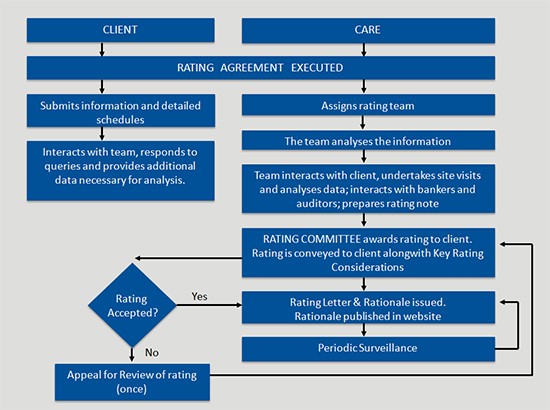 CLIENT
CARE
RATING AGREEMENT EXECUTED
Submits information and detailed
schedules
Assigns rating team
The team analyses the information
Interacts with team, responds to
queries and provides additional
data necessary for analysis.
Team interacts with client, undertakes site visits
and analyses data; interacts with bankers and
auditors; prepares rating note
RATING COMMITTEE awards rating to client.
Rating is conveyed to client alongwith Key Rating
Considerations
Rating
Accepted?
Yes
Rating Letter & Rationale issued.
Rationale published in website
No
Periodic Surveillance
Appeal for Review of rating
(once)